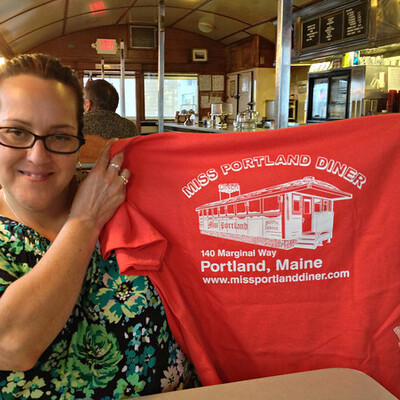 MISS PORTLAND DINER
Miss Portland
140 Marginal Way
Portland, Maine
www.missportlanddiner.com